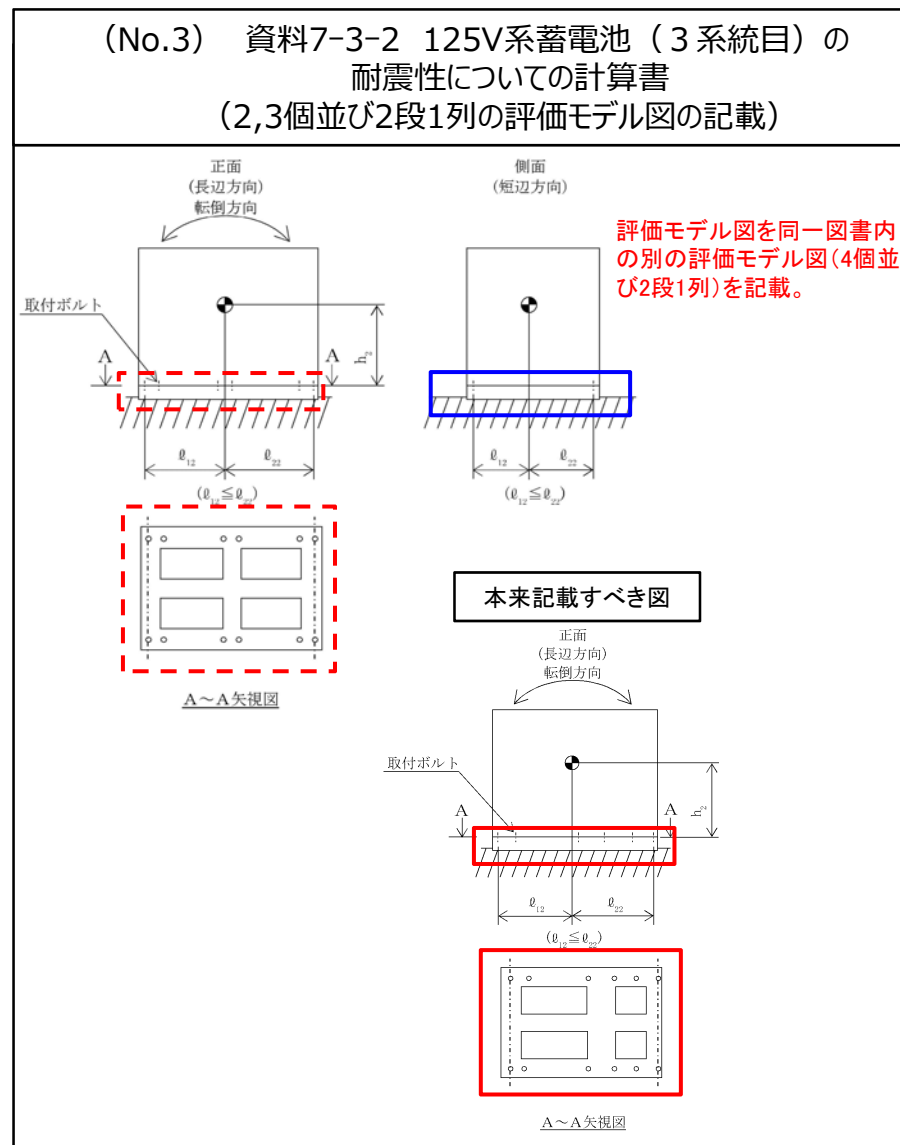 （No.3）　資料7-3-2　125V系蓄電池（３系統目）の
耐震性についての計算書
（2,3個並び2段1列の評価モデル図の記載）
正面
(長辺方向)
転倒方向
側面
(短辺方向)
評価モデル図を同一図書内
の別の評価モデル図（4個並
び2段1列）を記載。
取付ボルト
A
A
h₂
ℓ₁₂
ℓ₂₂
(ℓ₁₂≦ℓ₂₂)
ℓ₁₂
ℓ₂₂
(ℓ₁₂≦ℓ₂₂)
A～A矢視図
本来記載すべき図
正面
(長辺方向)
転倒方向
取付ボルト
A
A
h₂
ℓ₁₂
ℓ₂₂
(ℓ₁₂≦ℓ₂₂)
A～A矢視図